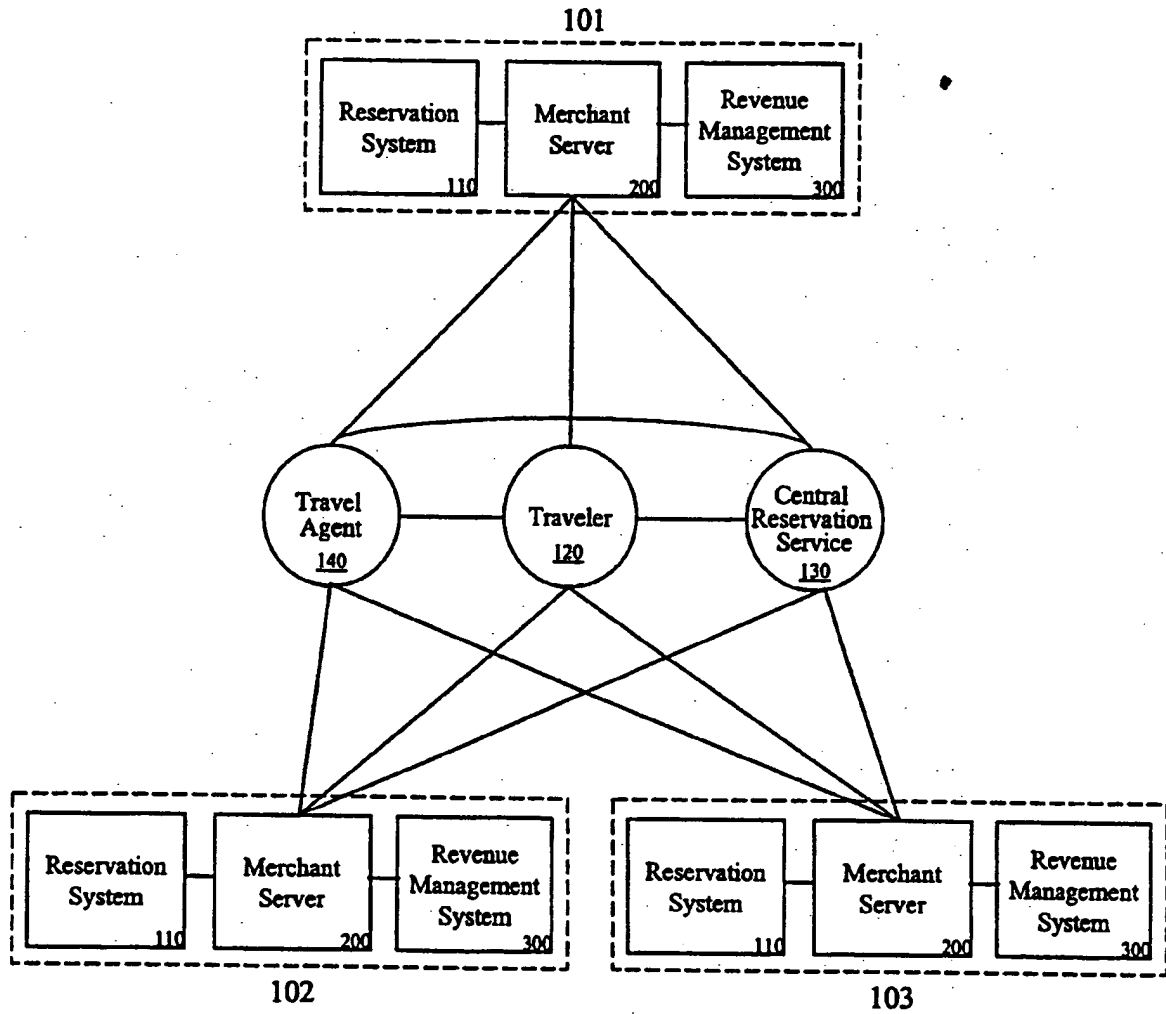 101
Reservation
System
110
Merchant
Server
200
Revenue
Management
System
300
Travel
Agent
140
Traveler
120
Central
Reservation
Service
130
Reservation
System
110
Merchant
Server
200
Revenue
Management
System
300
102
Reservation
System
110
Merchant
Server
200
Revenue
Management
System
300
103